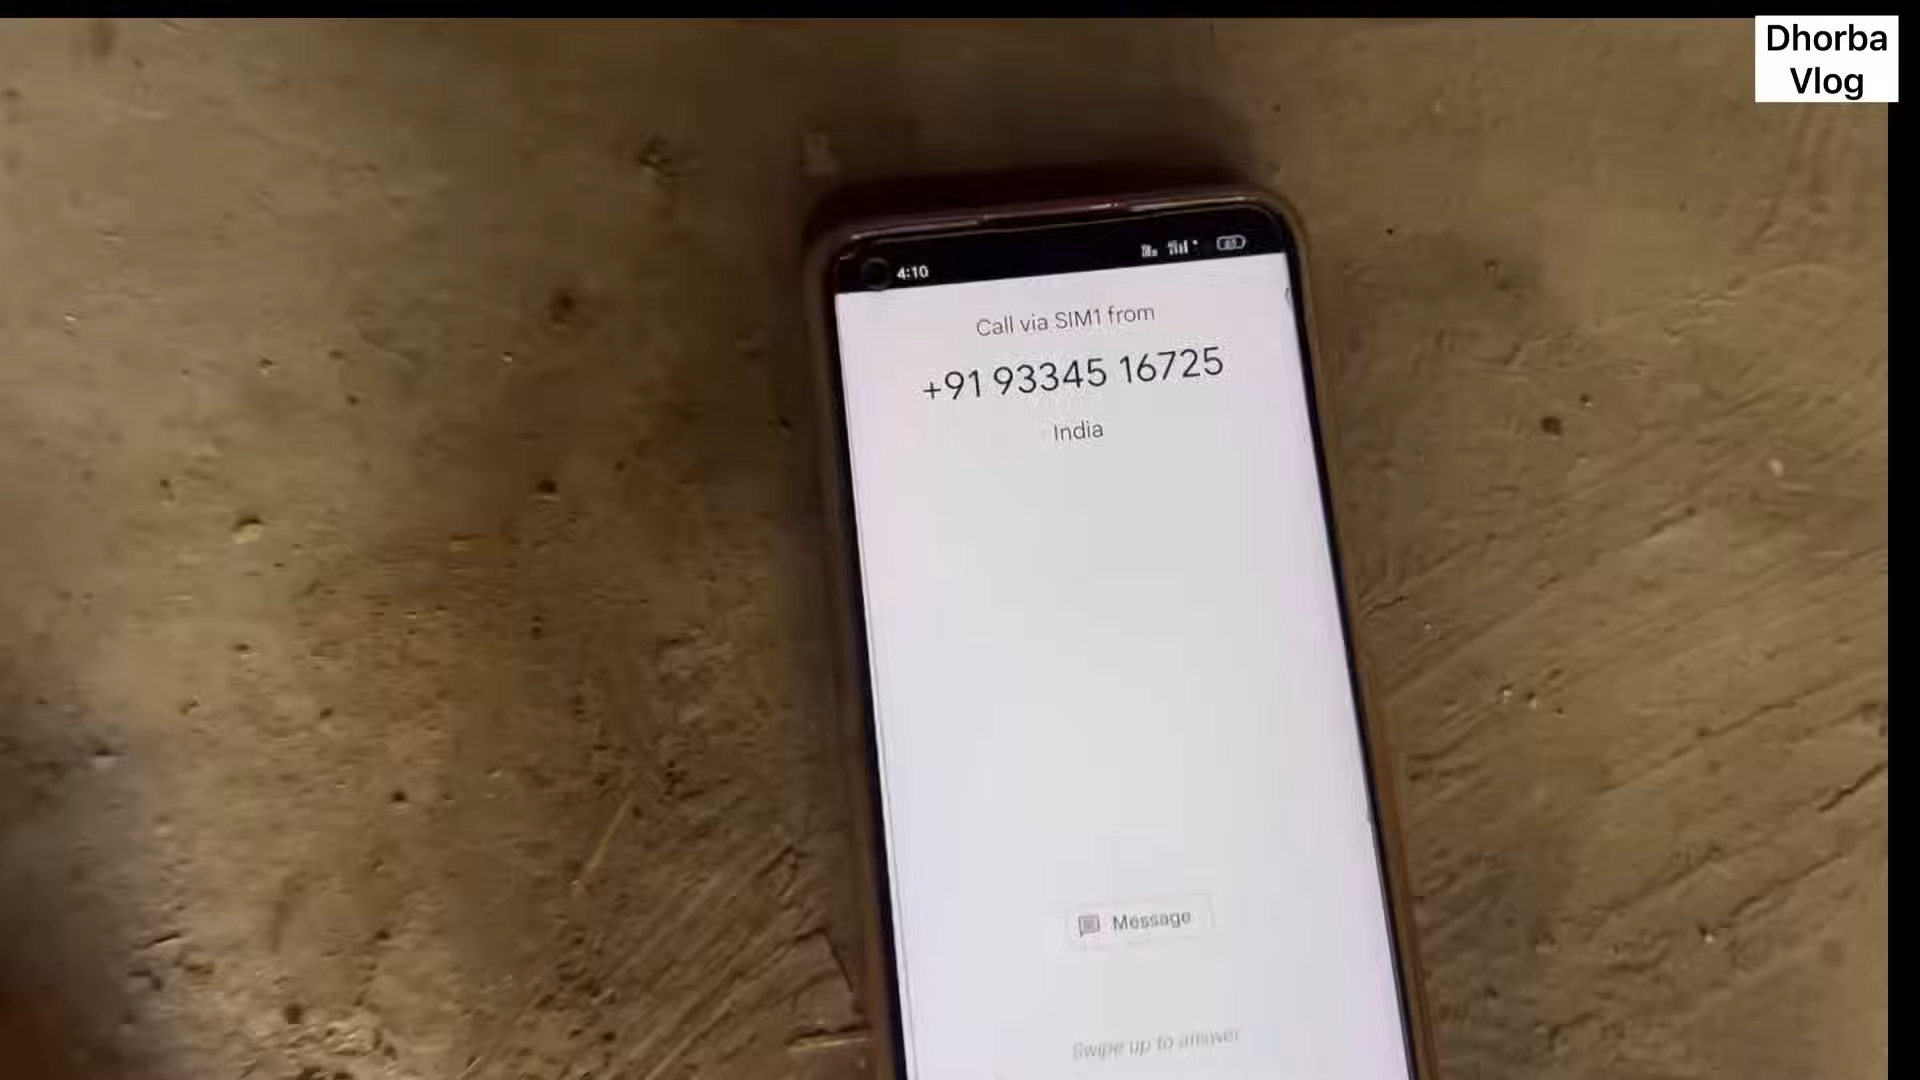 Dhorba
Vlog
4:10
Call via SIM1 from
+91 93345 16725
India
Message
Swipe up to answer